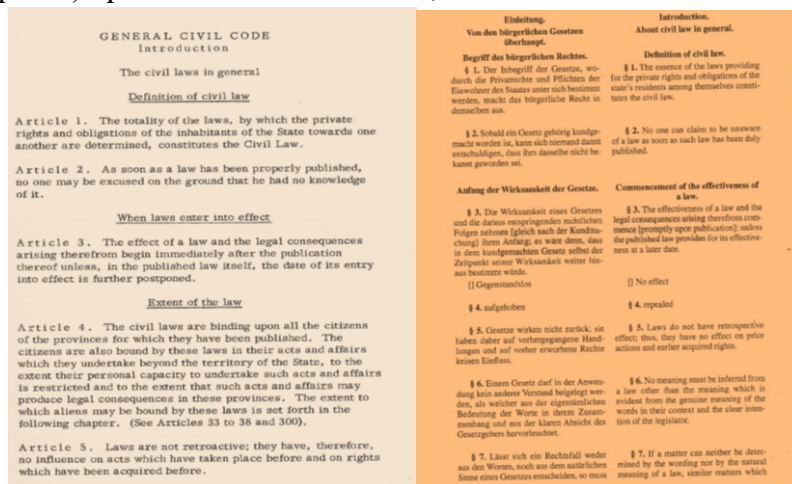 GENERAL CIVIL CODE
Introduction
The civil laws in general
Definition of civil law
Article 1. The totality of the laws, by which the private
rights and obligations of the inhabitants of the State towards one
another are determined, constitutes the Civil Law.
Article 2. As soon as a law has been properly published,
no one may be excused on the ground that he had no knowledge
of it.
When laws enter into effect
Article 3. The effect of a law and the legal consequences
arising therefrom begin immediately after the publication
thereof unless, in the published law itself, the date of its entry
into effect is further postponed.
Extent of the law
Article 4. The civil laws are binding upon all the citizens
of the provinces for which they have been published. The
citizens are also bound by these laws in their acts and affairs
which they undertake beyond the territory of the State, to the
extent their personal capacity to undertake such acts and affairs
is restricted and to the extent that such acts and affairs may
produce legal consequences in these provinces. The extent to
which aliens may be bound by these laws is set forth in the
following chapter. (See Articles 33 to 38 and 300).
Article 5. Laws are not retroactive; they have, therefore,
no influence on acts which have taken place before and on rights
which have been acquired before.
Einleitung.
Von den bürgerlichen Gesetzen
überhaupt.
Begriff des bürgerlichen Rechtes.
§ 1. Der Inbegriff der Gesetze, wo-
durch die Privatrechte und Pflichten der
Einwohner des Staates unter sich bestimmt
werden, macht das bürgerliche Recht in
demselben aus.
§ 2. Sobald ein Gesetz gehörig kundge-
macht worden ist, kann sich niemand damit
entschuldigen, dass ihm dasselbe nicht be-
kannt geworden sei.
Anfang der Wirksamkeit der Gesetze.
§ 3. Die Wirksamkeit eines Gesetzes
und die daraus entspringenden rechtlichen
Folgen nehmen [gleich nach der Kundma-
chung] ihren Anfang; es wäre denn, dass
in dem kundgemachten Gesetz selbst der
Zeitpunkt seiner Wirksamkeit weiter hin-
aus bestimmt würde.
[] Gegenstandslos
§ 4. aufgehoben
§ 5. Gesetze wirken nicht zurück; sie
haben daher auf vorhergegangene Hand-
lungen und auf vorher erworbene Rechte
keinen Einfluss.
§ 6. Einem Gesetz darf in der Anwen-
dung kein anderer Verstand beigelegt wer-
den, als welcher aus der eigentümlichen
Bedeutung der Worte in ihrem Zusam-
menhang und aus der klaren Absicht des
Gesetzgebers hervorleuchtet.
§ 7. Lässt sich ein Rechtsfall weder
aus den Worten, noch aus dem natürlichen
Sinne eines Gesetzes entscheiden, so muss
Introduction.
About civil law in general.
Definition of civil law.
§ 1. The essence of the laws providing
for the private rights and obligations of the
state's residents among themselves consti-
tutes the civil law.
§ 2. No one can claim to be unaware
of a law as soon as such law has been duly
published.
Commencement of the effectiveness of
a law.
§ 3. The effectiveness of a law and the
legal consequences arising therefrom com-
mence [promptly upon publication]; unless
the published law provides for its effective-
ness at a later date.
[] No effect
§ 4. repealed
§ 5. Laws do not have retrospective
effect; thus, they have no effect on prior
actions and earlier acquired rights.
§ 6. No meaning must be inferred from
a law other than the meaning which is
evident from the genuine meaning of the
words in their context and the clear inten-
tion of the legislator.
§ 7. If a matter can neither be deter-
mined by the wording nor by the natural
meaning of a law, similar matters which